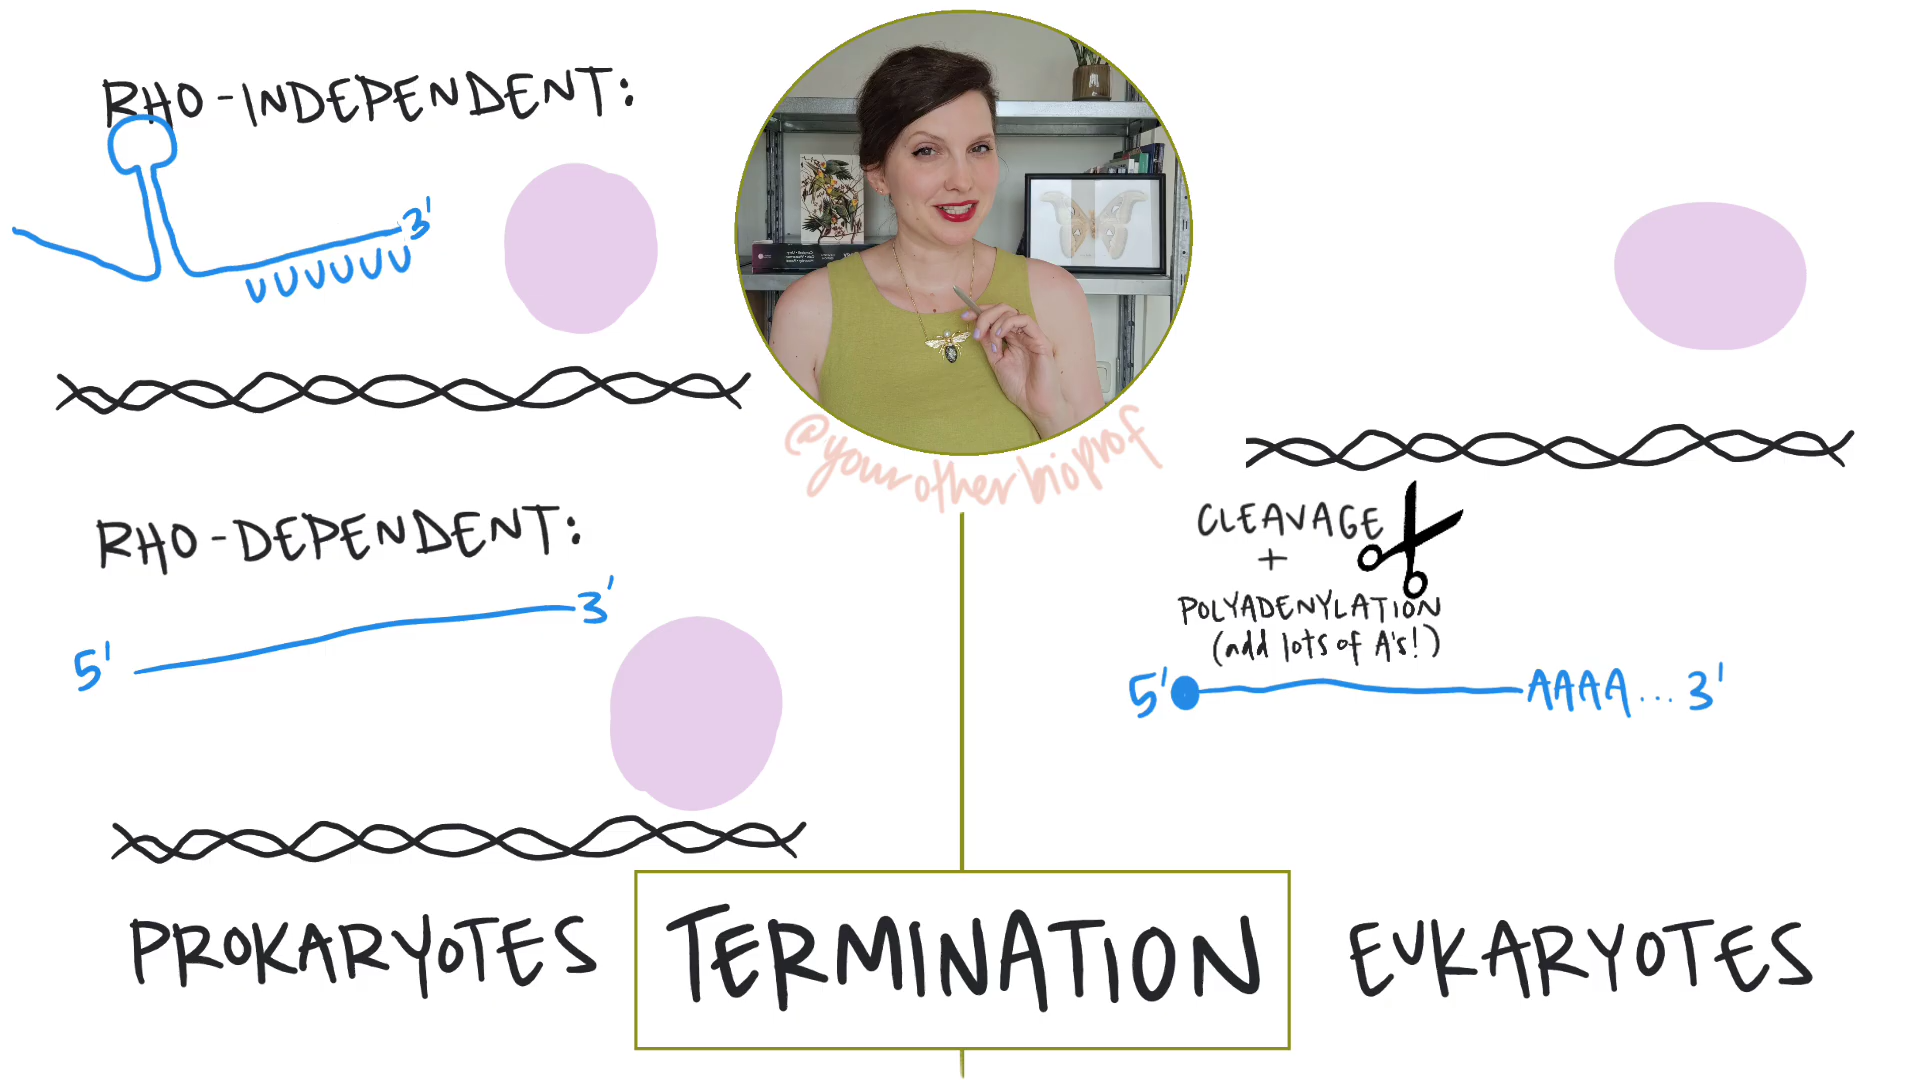 RHO-INDEPENDENT:
3'
UUUUUU
@yourotherbioprof
RHO-DEPENDENT:
5' 3'
CLEAVAGE
+
POLYADENYLATION
(add lots of A's!)
5' AAAA... 3'
PROKARYOTES
TERMINATION
EUKARYOTES